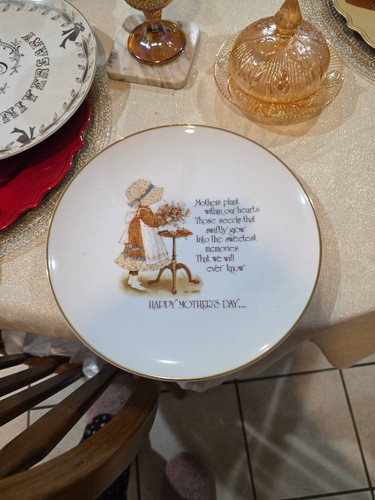 ANNIVERSARY
Mothers plant
within our hearts
Those seeds that
swiftly grow
Into the sweetest
memories
That we will
ever know
HAPPY MOTHER'S DAY....